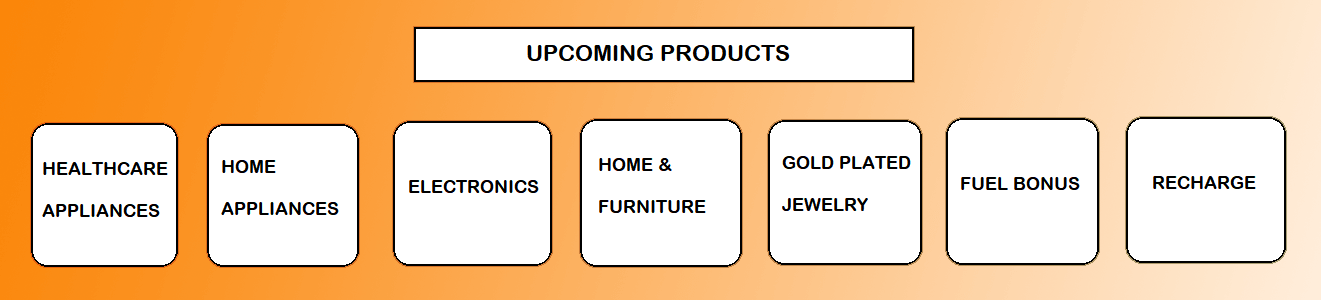 UPCOMING PRODUCTS
HEALTHCARE
APPLIANCES
HOME
APPLIANCES
ELECTRONICS
HOME &
FURNITURE
GOLD PLATED
JEWELRY
FUEL BONUS
RECHARGE